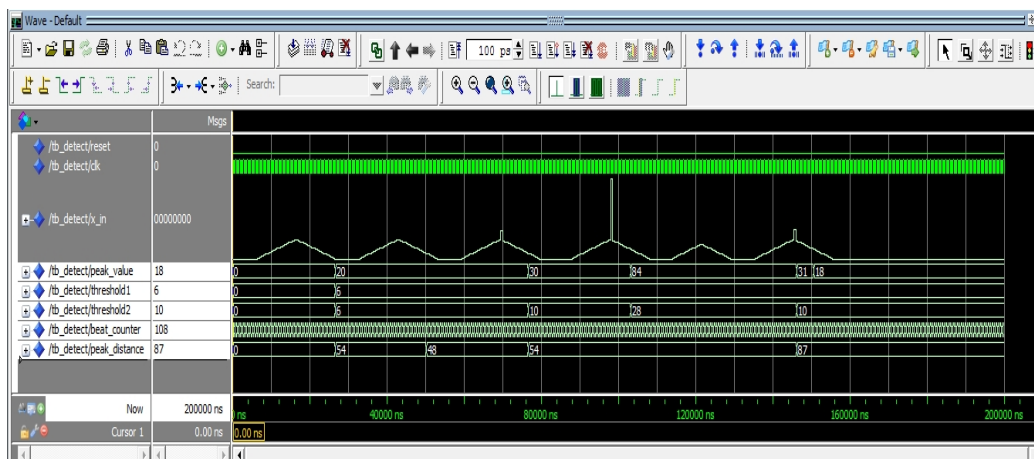 Wave - Default
100 ps
Search:
Msgs
/tb_detect/reset 0
/tb_detect/clk 0
/tb_detect/x_in 00000000
/tb_detect/peak_value 18 0 20 30 84 31 18
/tb_detect/threshold1 6 0 6
/tb_detect/threshold2 10 0 6 10 28 10
/tb_detect/beat_counter 108
/tb_detect/peak_distance 87 0 54 48 54 87
Now 200000 ns ns 40000 ns 80000 ns 120000 ns 160000 ns 200000 ns
Cursor 1 0.00 ns 0.00 ns